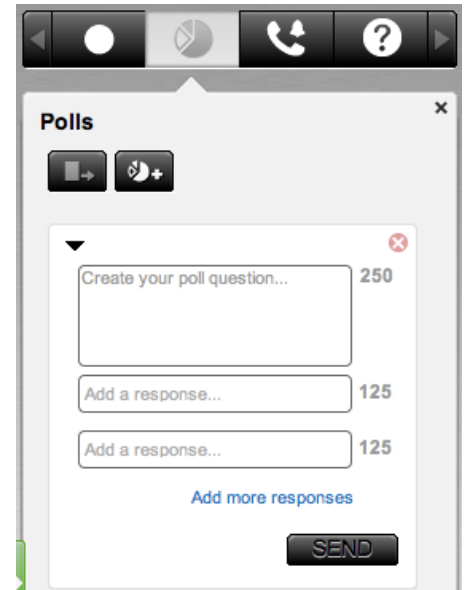 Polls
Create your poll question...
250
Add a response...
125
Add a response...
125
Add more responses
SEND